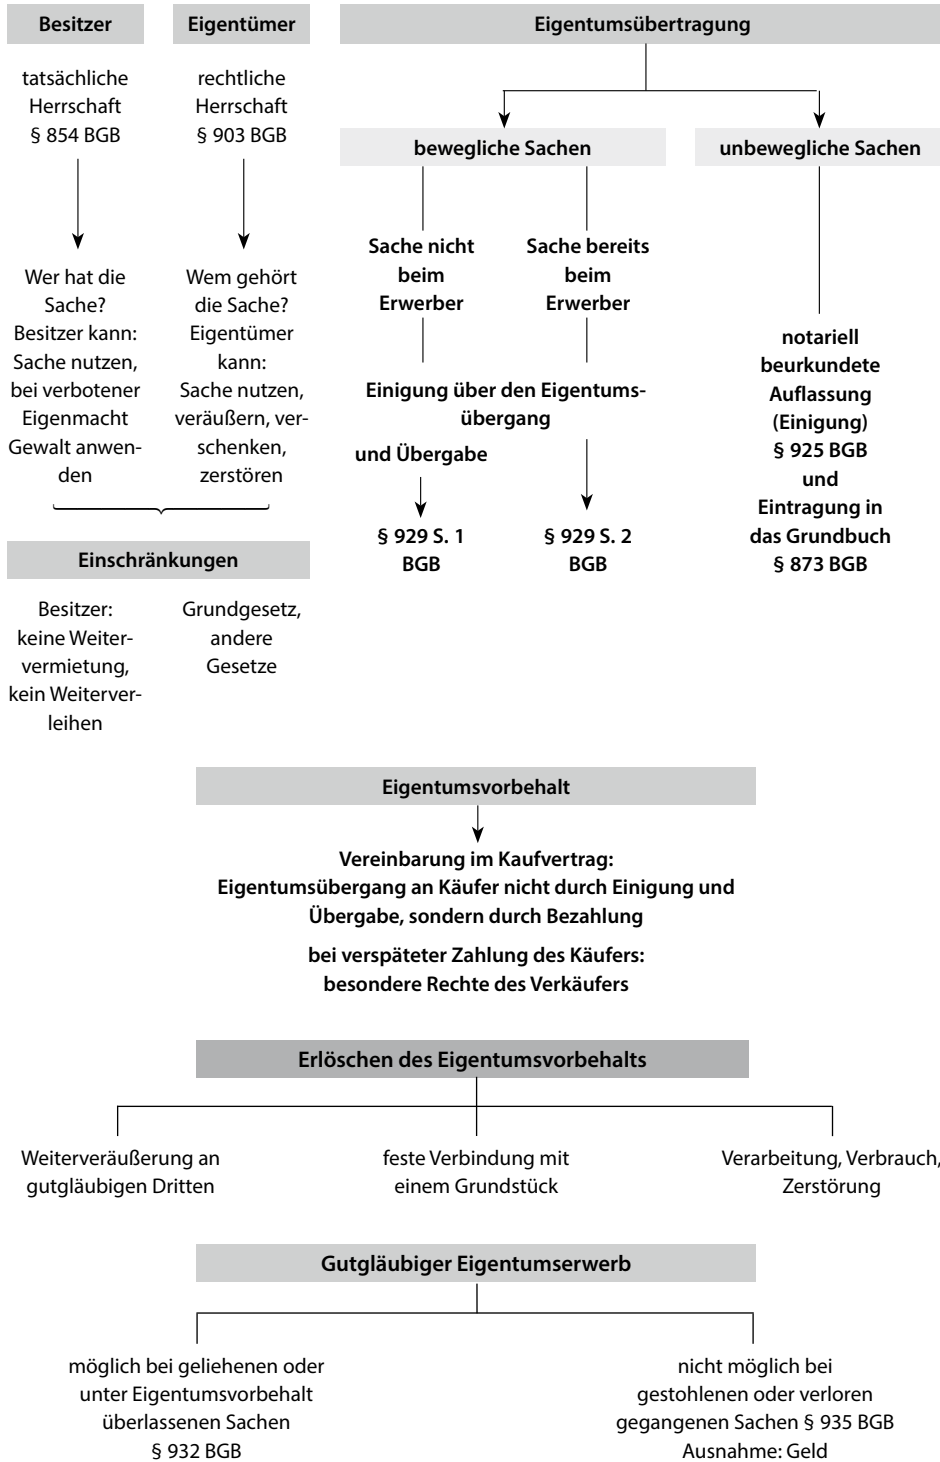 Besitzer
tatsächliche
Herrschaft
§ 854 BGB
Wer hat die
Sache?
Besitzer kann:
Sache nutzen,
bei verbotener
Eigenmacht
Gewalt anwen-
den
Eigentümer
rechtliche
Herrschaft
§ 903 BGB
Wem gehört
die Sache?
Eigentümer
kann:
Sache nutzen,
veräußern, ver-
schenken,
zerstören
Einschränkungen
Besitzer:
keine Weiter-
vermietung,
kein Weiterver-
leihen
Grundgesetz,
andere
Gesetze
Eigentumsübertragung
bewegliche Sachen
Sache nicht
beim
Erwerber
Sache bereits
beim
Erwerber
Einigung über den Eigentums-
übergang
und Übergabe
§ 929 S. 1
BGB
§ 929 S. 2
BGB
unbewegliche Sachen
notariell
beurkundete
Auflassung
(Einigung)
§ 925 BGB
und
Eintragung in
das Grundbuch
§ 873 BGB
Eigentumsvorbehalt
Vereinbarung im Kaufvertrag:
Eigentumsübergang an Käufer nicht durch Einigung und
Übergabe, sondern durch Bezahlung
bei verspäteter Zahlung des Käufers:
besondere Rechte des Verkäufers
Erlöschen des Eigentumsvorbehalts
Weiterveräußerung an
gutgläubigen Dritten
feste Verbindung mit
einem Grundstück
Verarbeitung, Verbrauch,
Zerstörung
Gutgläubiger Eigentumserwerb
möglich bei geliehenen oder
unter Eigentumsvorbehalt
überlassenen Sachen
§ 932 BGB
nicht möglich bei
gestohlenen oder verloren
gegangenen Sachen § 935 BGB
Ausnahme: Geld